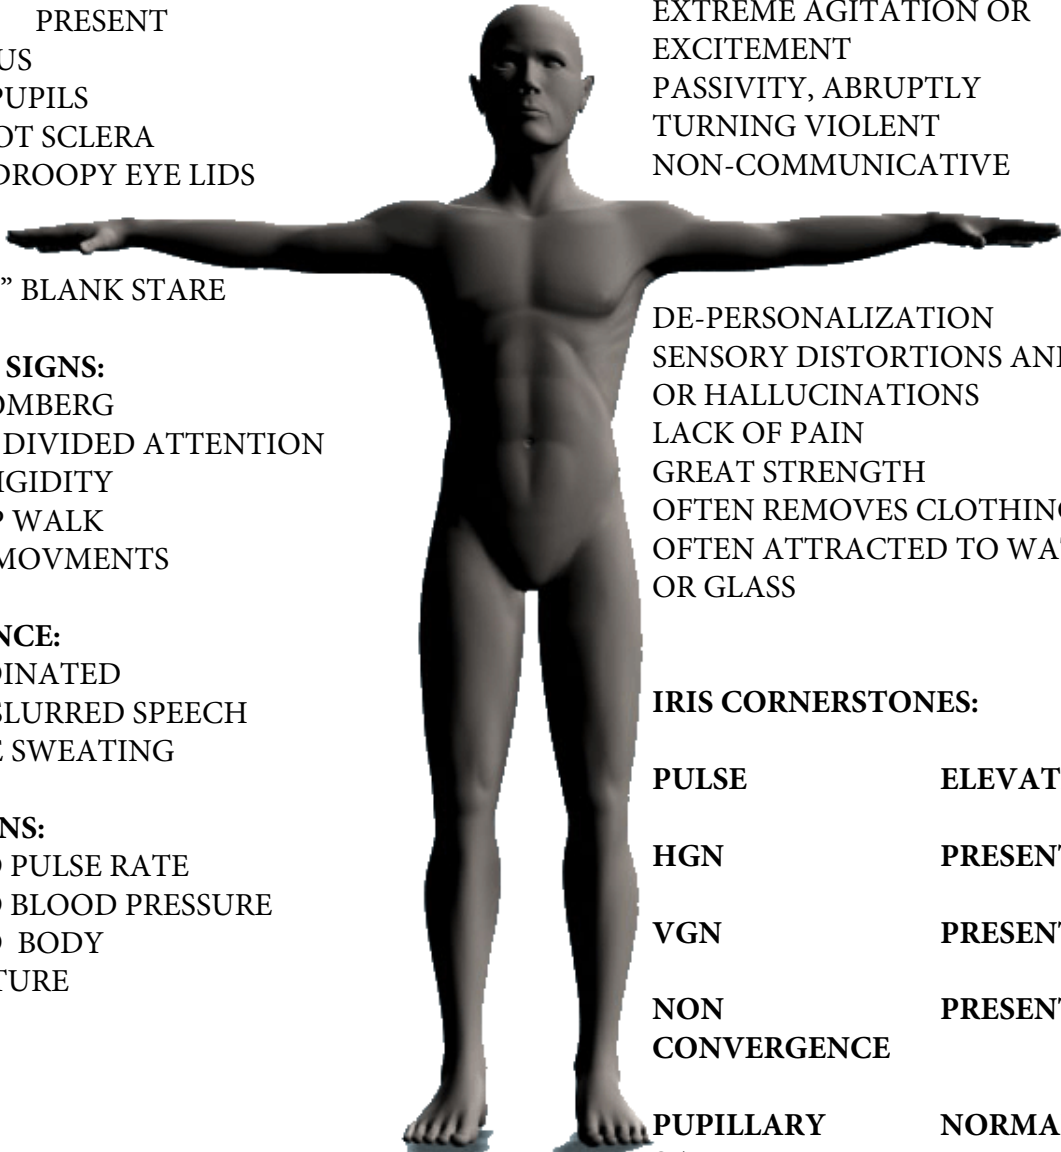 PRESENT
US
PUPILS
OT SCLERA
DROOPY EYE LIDS
” BLANK STARE
SIGNS:
OMBERG
DIVIDED ATTENTION
IGIDITY
P WALK
MOVMENTS
NCE:
DINATED
SLURRED SPEECH
E SWEATING
NS:
D PULSE RATE
D BLOOD PRESSURE
D BODY
TURE
EXTREME AGITATION OR
EXCITEMENT
PASSIVITY, ABRUPTLY
TURNING VIOLENT
NON-COMMUNICATIVE
DE-PERSONALIZATION
SENSORY DISTORTIONS AN
OR HALLUCINATIONS
LACK OF PAIN
GREAT STRENGTH
OFTEN REMOVES CLOTHIN
OFTEN ATTRACTED TO WA
OR GLASS
IRIS CORNERSTONES:
PULSE ELEVAT
HGN PRESENT
VGN PRESENT
NON PRESENT
CONVERGENCE
PUPILLARY NORMA